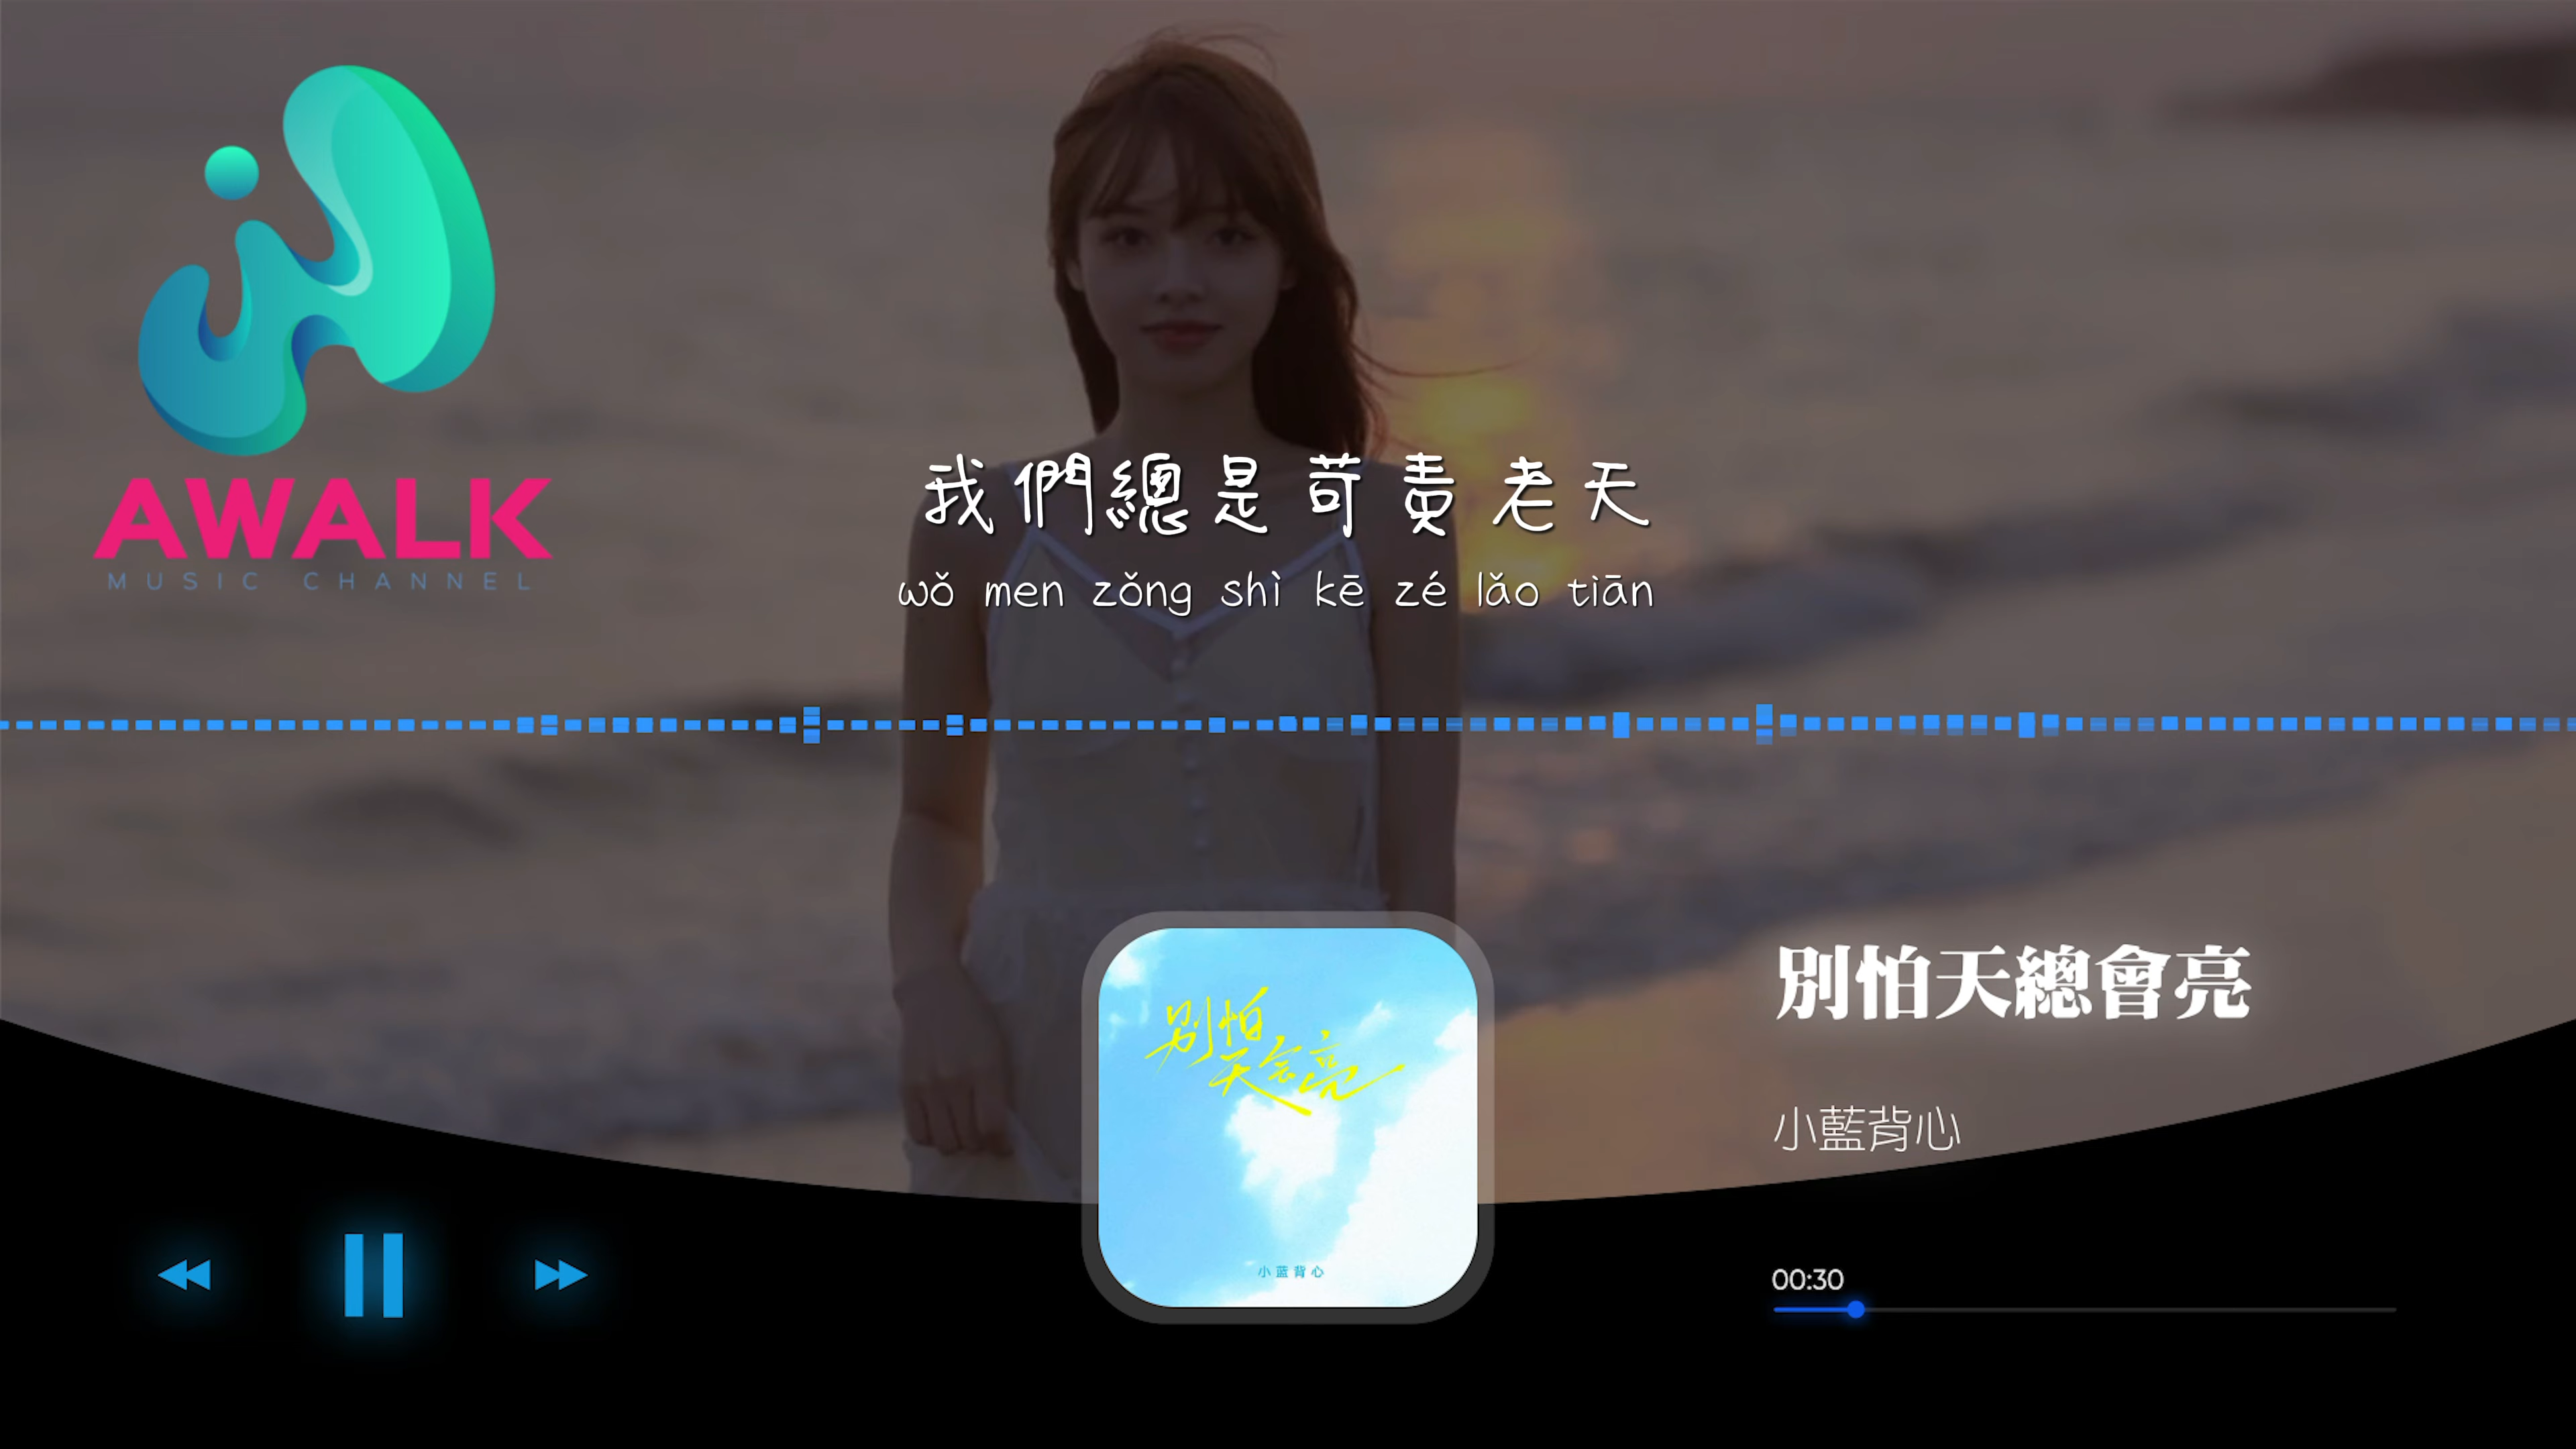 AWALK
MUSIC CHANNEL
我們總是苛責老天
wǒ men zǒng shì kē zé lǎo tiān
別怕天總會亮
小藍背心
别怕
天会亮
小蓝背心
00:30